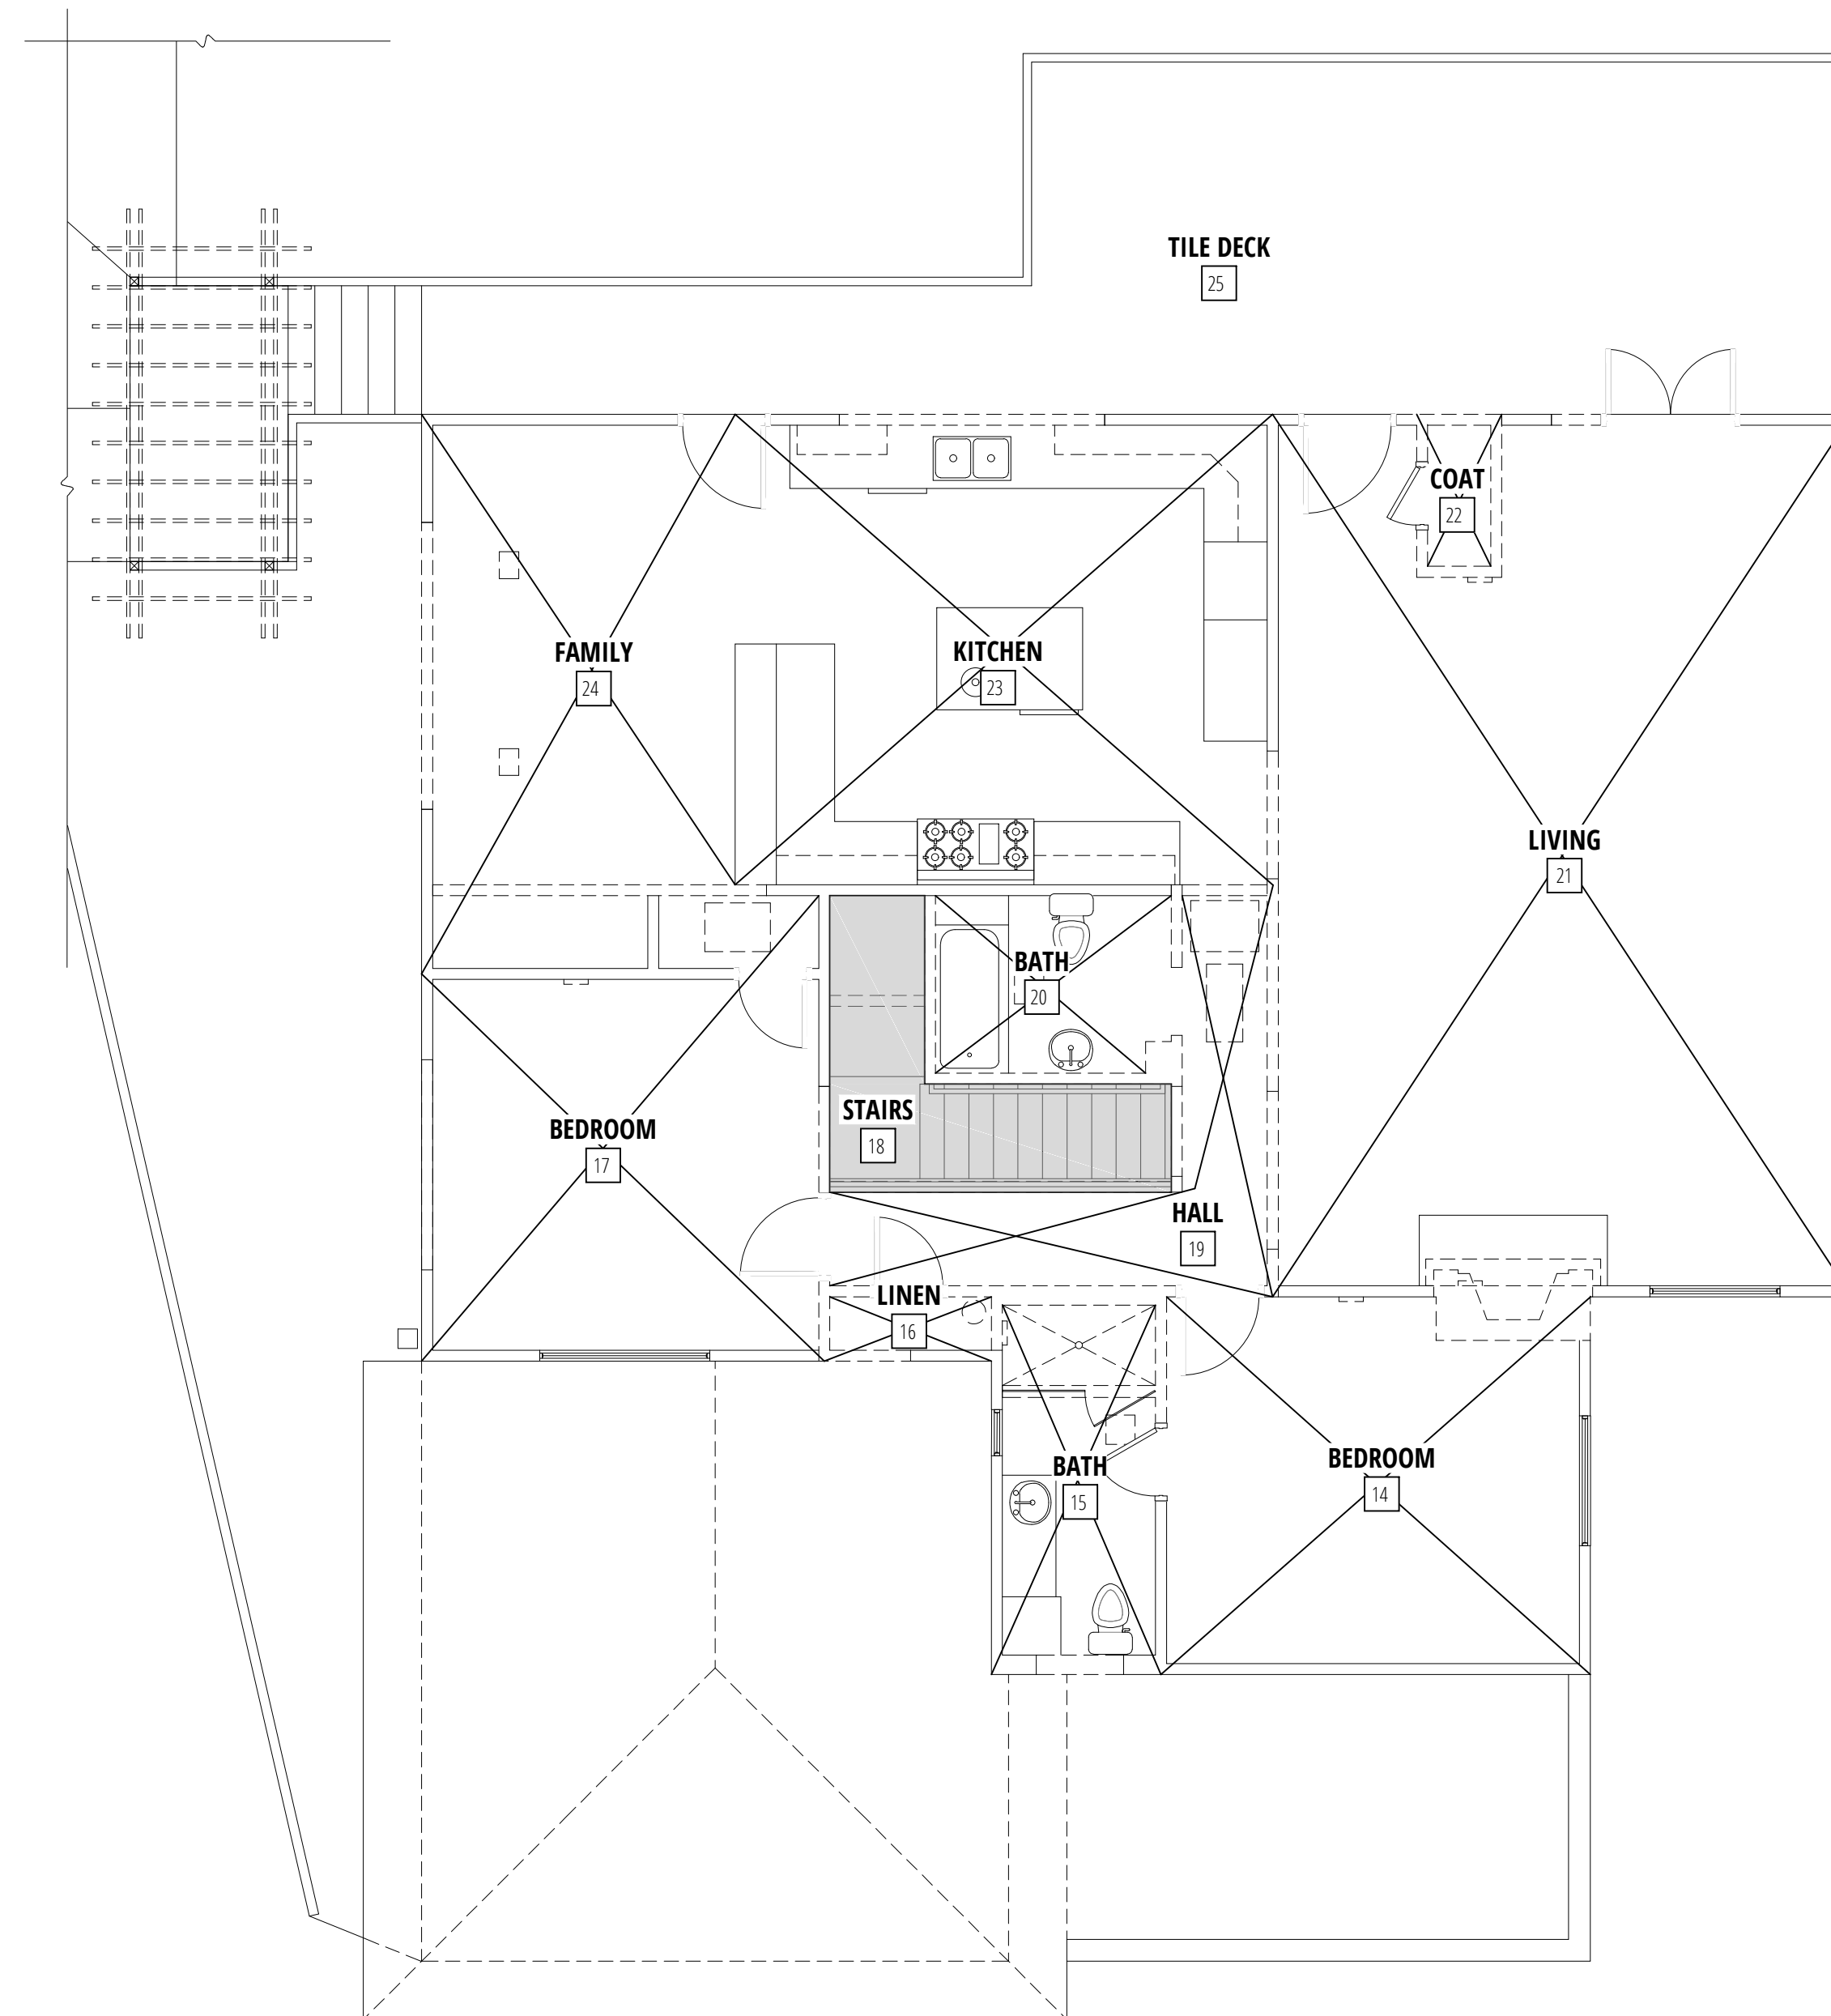 TILE DECK
25
COAT
22
FAMILY
24
KITCHEN
23
LIVING
21
BATH
20
STAIRS
18
BEDROOM
17
HALL
19
LINEN
16
BATH
15
BEDROOM
14